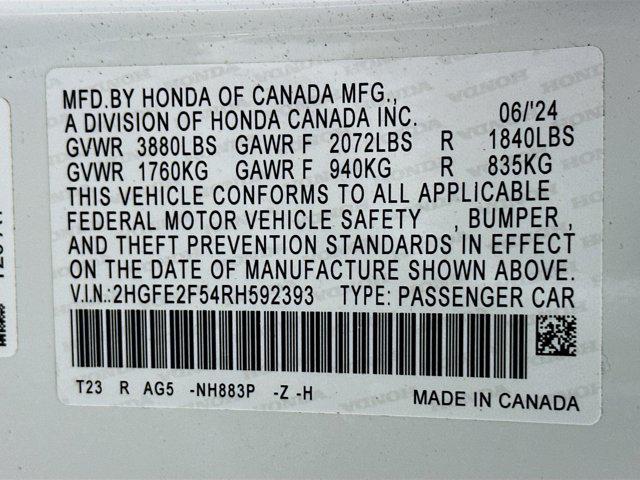 MFD.BY HONDA OF CANADA MFG.,
A DIVISION OF HONDA CANADA INC. 06/'24
GVWR 3880LBS GAWR F 2072LBS R 1840LBS
GVWR 1760KG GAWR F 940KG R 835KG
THIS VEHICLE CONFORMS TO ALL APPLICABLE
FEDERAL MOTOR VEHICLE SAFETY , BUMPER ,
AND THEFT PREVENTION STANDARDS IN EFFECT
ON THE DATE OF MANUFACTURE SHOWN ABOVE.
V.I.N.:2HGFE2F54RH592393 TYPE: PASSENGER CAR
T23 R AG5 -NH883P -Z -H MADE IN CANADA